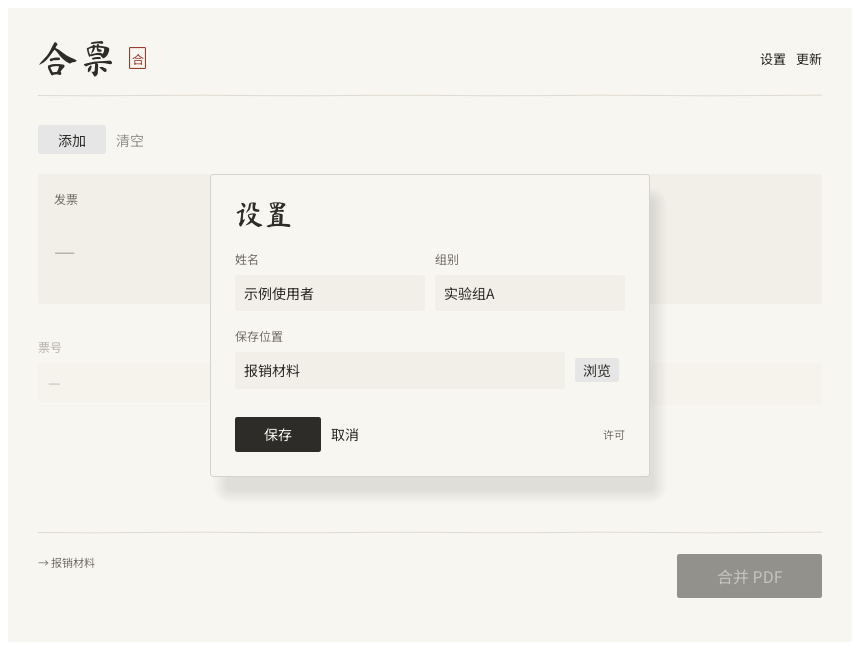 合票 合
设置 更新
添加 清空
发票
—
票号
—
设置
姓名 组别
示例使用者 实验组A
保存位置
报销材料 浏览
保存 取消 许可
→ 报销材料
合并 PDF